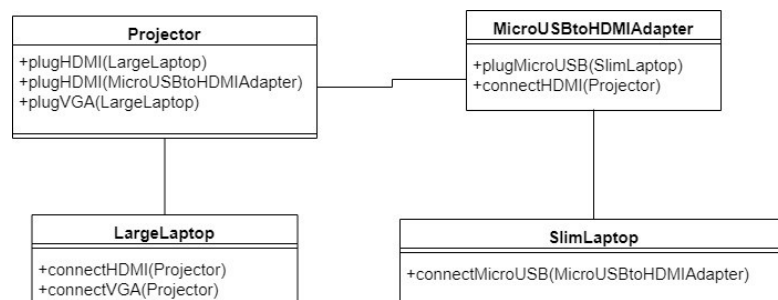 Projector
+plugHDMI(LargeLaptop)
+plugHDMI(MicroUSBtoHDMIAdapter)
+plugVGA(LargeLaptop)
MicroUSBtoHDMIAdapter
+plugMicroUSB(SlimLaptop)
+connectHDMI(Projector)
LargeLaptop
+connectHDMI(Projector)
+connectVGA(Projector)
SlimLaptop
+connectMicroUSB(MicroUSBtoHDMIAdapter)